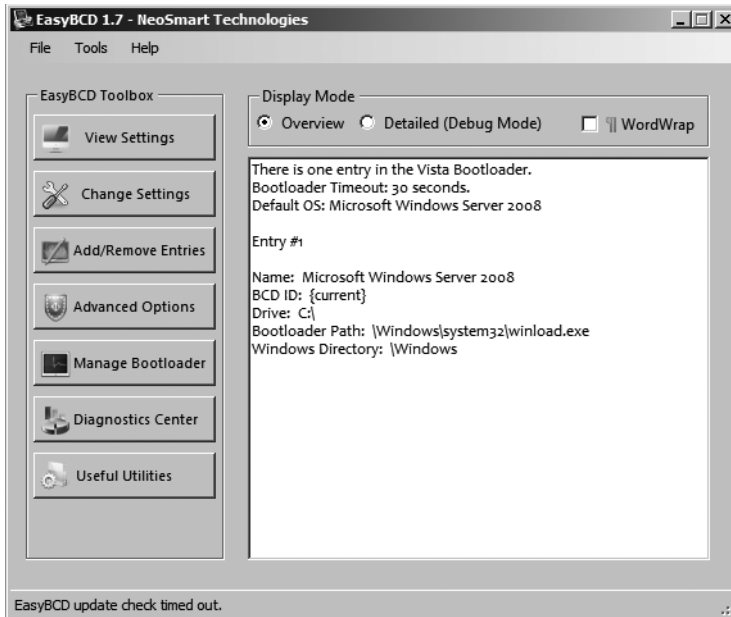 EasyBCD 1.7 - NeoSmart Technologies
File Tools Help
EasyBCD Toolbox
View Settings
Change Settings
Add/Remove Entries
Advanced Options
Manage Bootloader
Diagnostics Center
Useful Utilities
Display Mode
Overview Detailed (Debug Mode) ¶ WordWrap
There is one entry in the Vista Bootloader.
Bootloader Timeout: 30 seconds.
Default OS: Microsoft Windows Server 2008
Entry #1
Name: Microsoft Windows Server 2008
BCD ID: {current}
Drive: C:\
Bootloader Path: \Windows\system32\winload.exe
Windows Directory: \Windows
EasyBCD update check timed out.